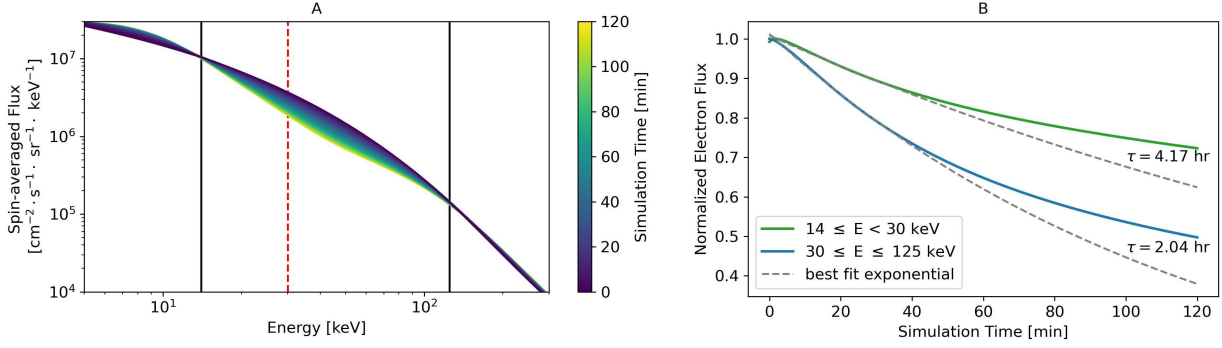 A
Spin-averaged Flux
[cm⁻² · s⁻¹ · sr⁻¹ · keV⁻¹]
10⁷
10⁶
10⁵
10⁴
10¹
10²
Energy [keV]
120
100
80
60
40
20
0
Simulation Time [min]
B
Normalized Electron Flux
1.0
0.9
0.8
0.7
0.6
0.5
0.4
τ = 4.17 hr
τ = 2.04 hr
14 ≤ E < 30 keV
30 ≤ E ≤ 125 keV
best fit exponential
0
20
40
60
80
100
120
Simulation Time [min]